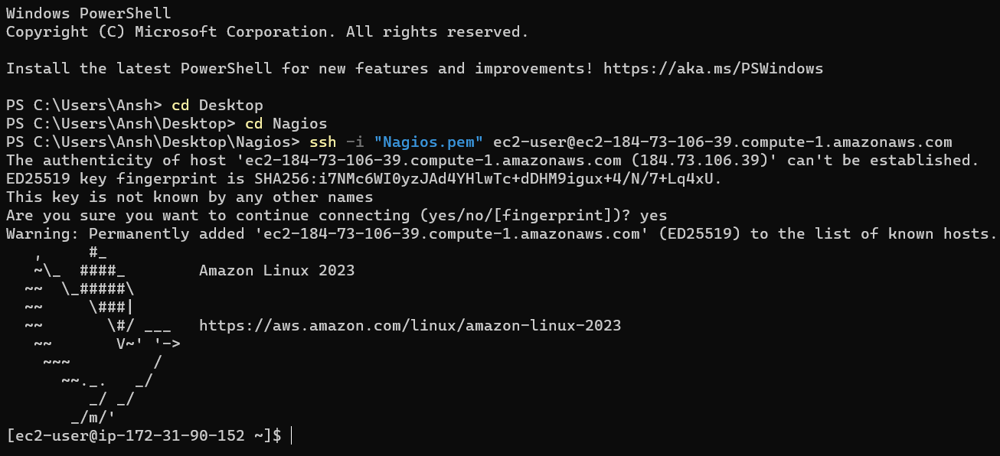 Windows PowerShell
Copyright (C) Microsoft Corporation. All rights reserved.
Install the latest PowerShell for new features and improvements! https://aka.ms/PSWindows
PS C:\Users\Ansh> cd Desktop
PS C:\Users\Ansh\Desktop> cd Nagios
PS C:\Users\Ansh\Desktop\Nagios> ssh -i "Nagios.pem" ec2-user@ec2-184-73-106-39.compute-1.amazonaws.com
The authenticity of host 'ec2-184-73-106-39.compute-1.amazonaws.com (184.73.106.39)' can't be established.
ED25519 key fingerprint is SHA256:i7NMc6WI0yzJAd4YHlwTc+dDHM9igux+4/N/7+Lq4xU.
This key is not known by any other names
Are you sure you want to continue connecting (yes/no/[fingerprint])? yes
Warning: Permanently added 'ec2-184-73-106-39.compute-1.amazonaws.com' (ED25519) to the list of known hosts.
   ,     #_
   ~\_  ####_        Amazon Linux 2023
  ~~  \_#####\
  ~~     \###|
  ~~       \#/ ___   https://aws.amazon.com/linux/amazon-linux-2023
   ~~       V~' '->
    ~~~         /
      ~~._.   _/
         _/ _/
       _/m/'
[ec2-user@ip-172-31-90-152 ~]$